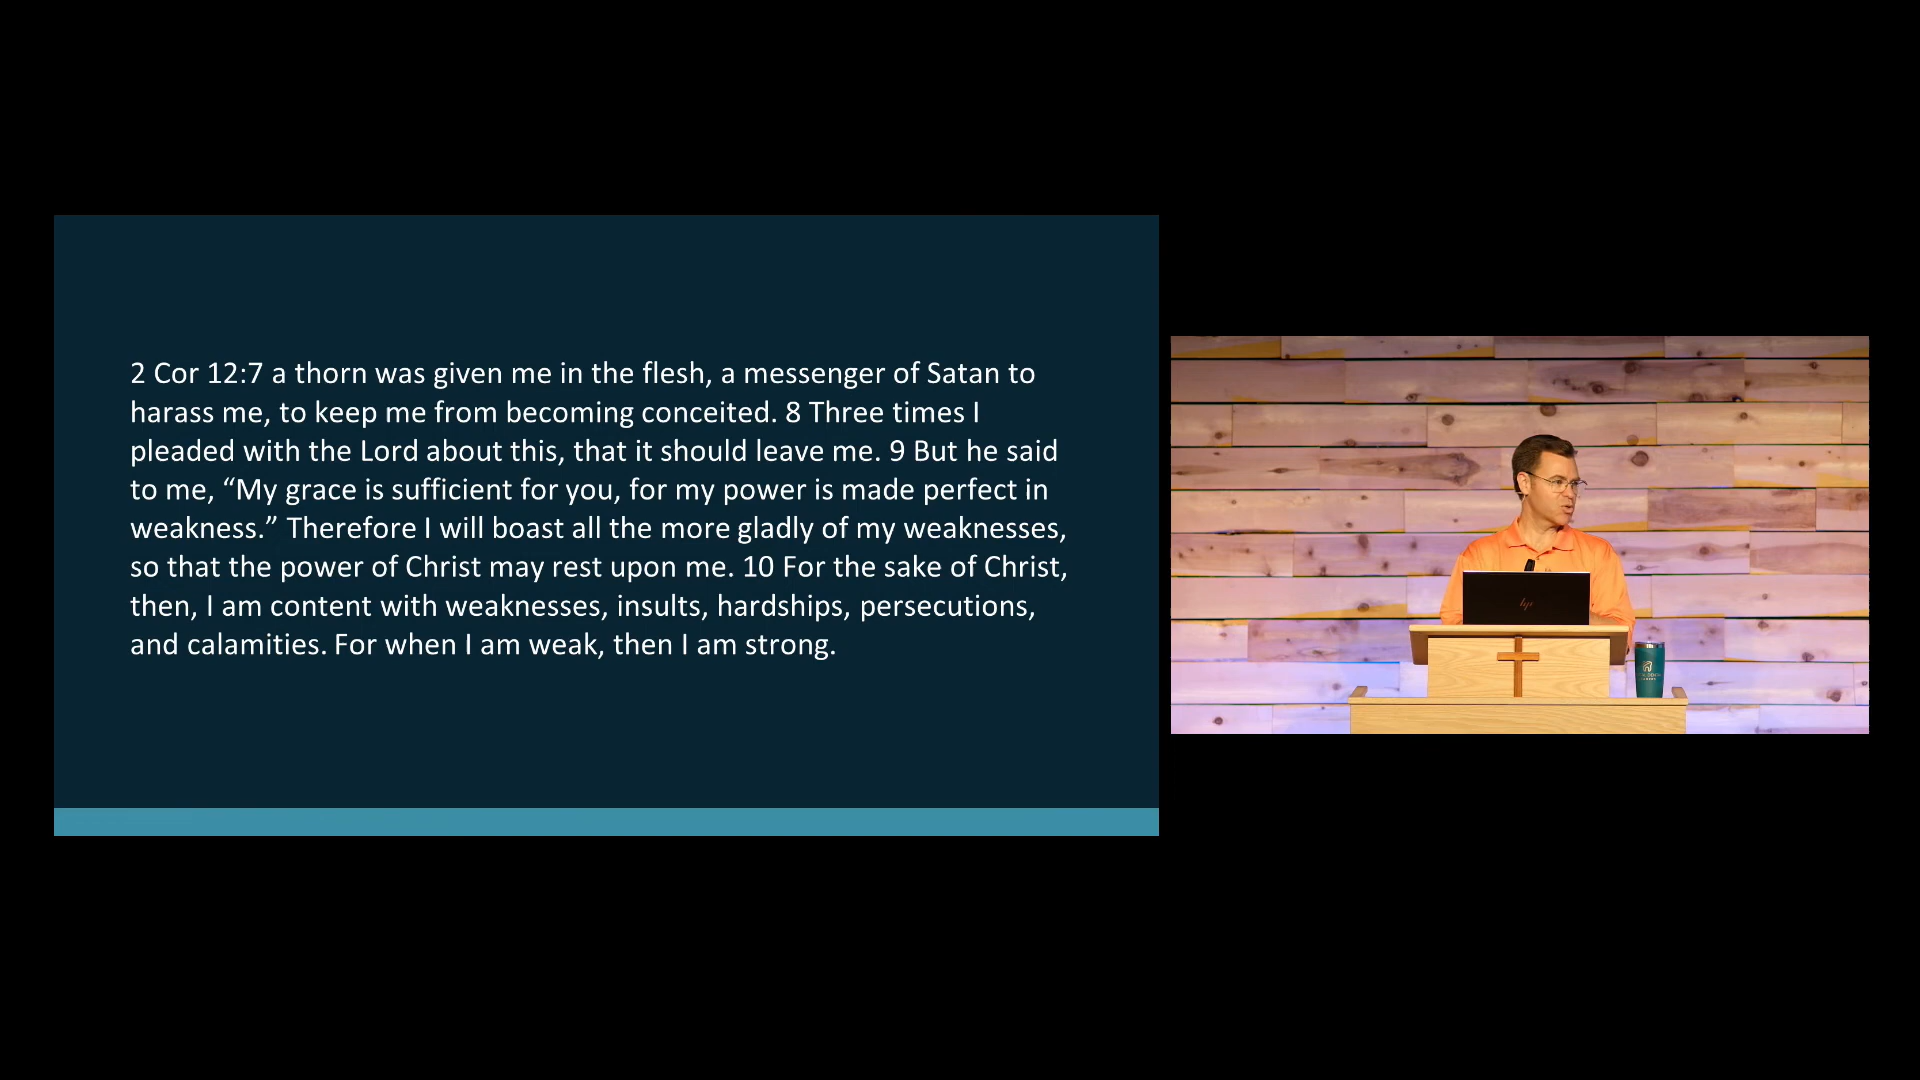 2 Cor 12:7 a thorn was given me in the flesh, a messenger of Satan to
harass me, to keep me from becoming conceited. 8 Three times I
pleaded with the Lord about this, that it should leave me. 9 But he said
to me, “My grace is sufficient for you, for my power is made perfect in
weakness.” Therefore I will boast all the more gladly of my weaknesses,
so that the power of Christ may rest upon me. 10 For the sake of Christ,
then, I am content with weaknesses, insults, hardships, persecutions,
and calamities. For when I am weak, then I am strong.
hp